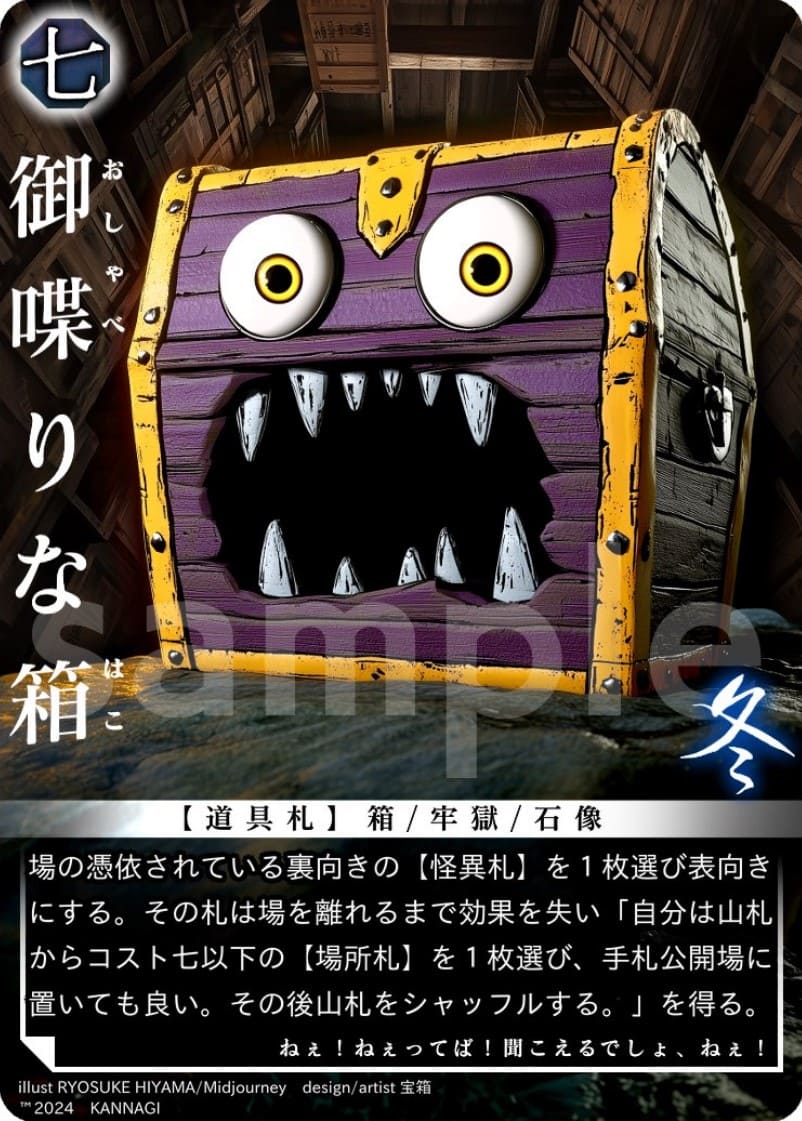 七
御喋りな箱
おしゃべ
はこ
sample
冬
【道具札】箱/牢獄/石像
場の憑依されている裏向きの【怪異札】を１枚選び表向き
にする。その札は場を離れるまで効果を失い「自分は山札
からコスト七以下の【場所札】を１枚選び、手札公開場に
置いても良い。その後山札をシャッフルする。」を得る。
ねぇ！ねぇってば！聞こえるでしょ、ねぇ！
illust RYOSUKE HIYAMA/Midjourney design/artist 宝箱
™2024 KANNAGI